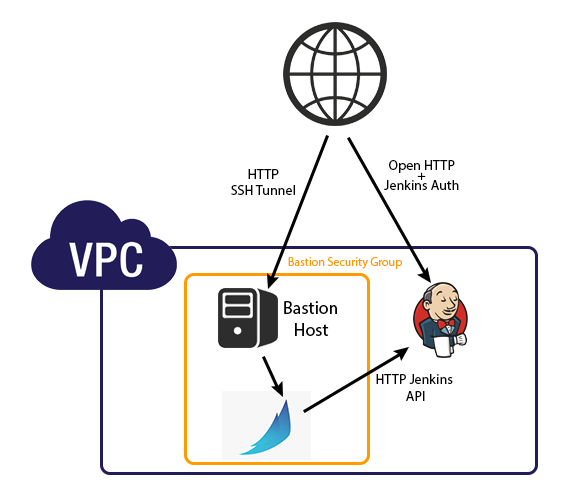 HTTP
SSH Tunnel
Open HTTP
+
Jenkins Auth
VPC
Bastion Security Group
Bastion
Host
HTTP Jenkins
API